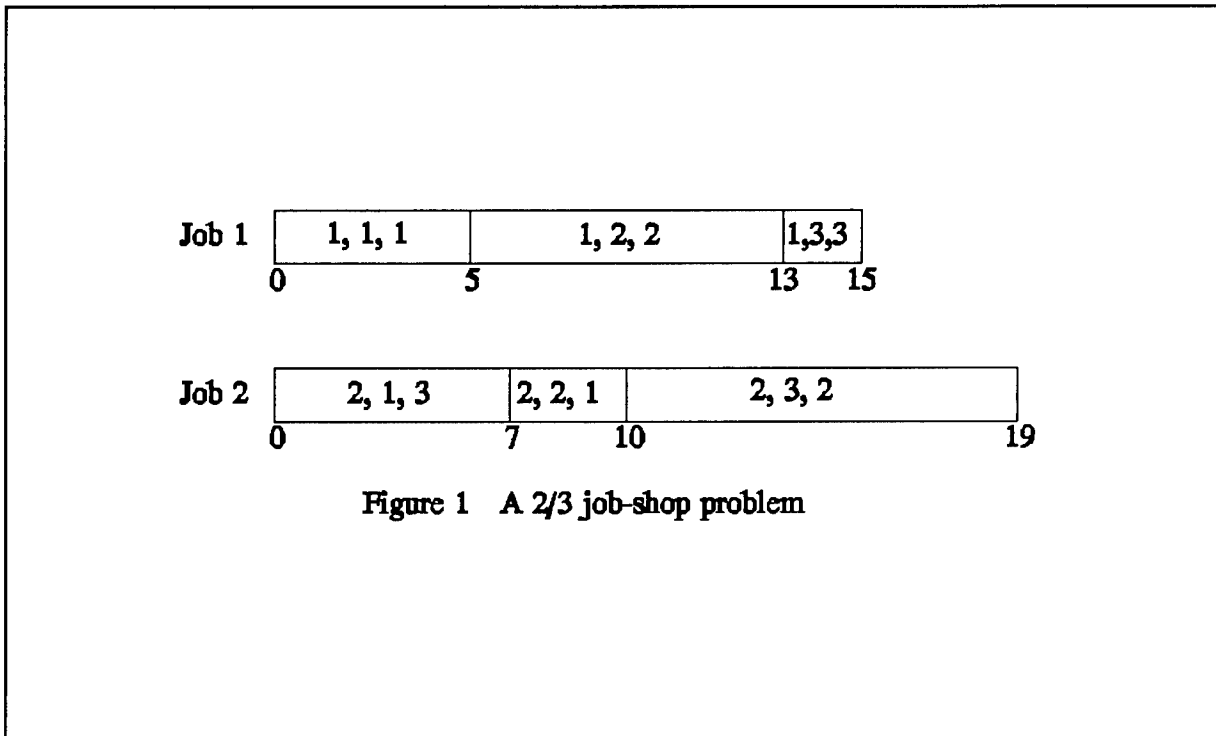 Job 1 1, 1, 1 1, 2, 2 1,3,3
0 5 13 15
Job 2 2, 1, 3 2, 2, 1 2, 3, 2
0 7 10 19
Figure 1 A 2/3 job-shop problem